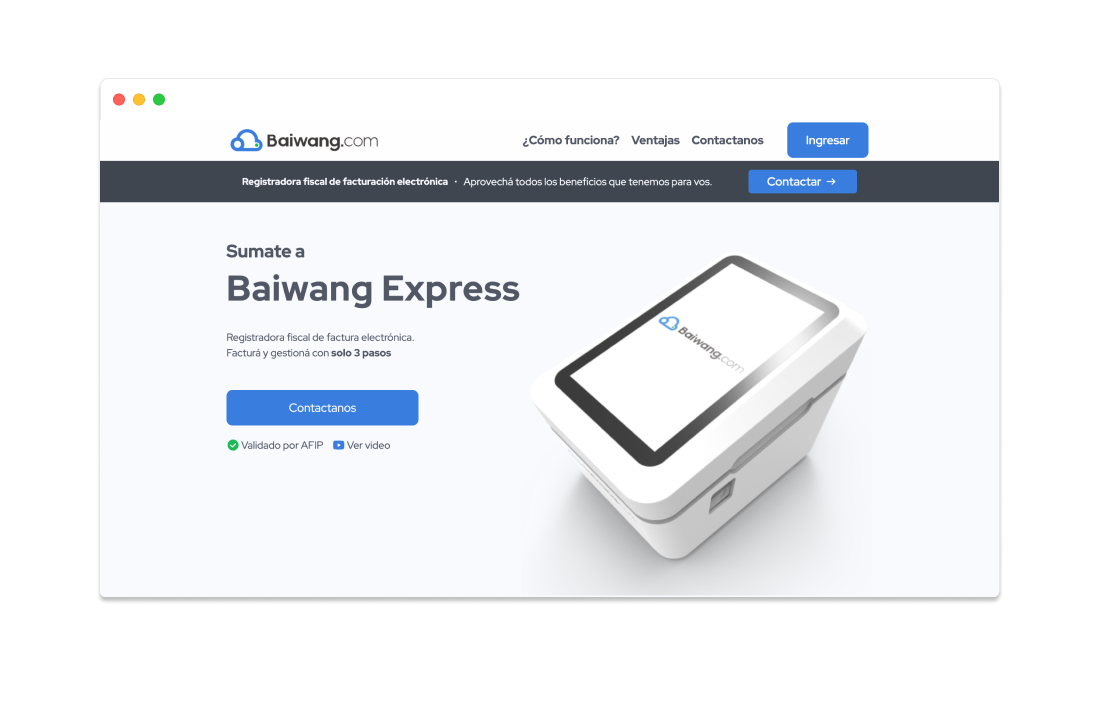 Baiwang.com
¿Cómo funciona? Ventajas Contactanos Ingresar
Registradora fiscal de facturación electrónica · Aprovechá todos los beneficios que tenemos para vos. Contactar →
Sumate a
Baiwang Express
Registradora fiscal de factura electrónica.
Facturá y gestioná con solo 3 pasos
Contactanos
Validado por AFIP Ver video
Baiwang.com